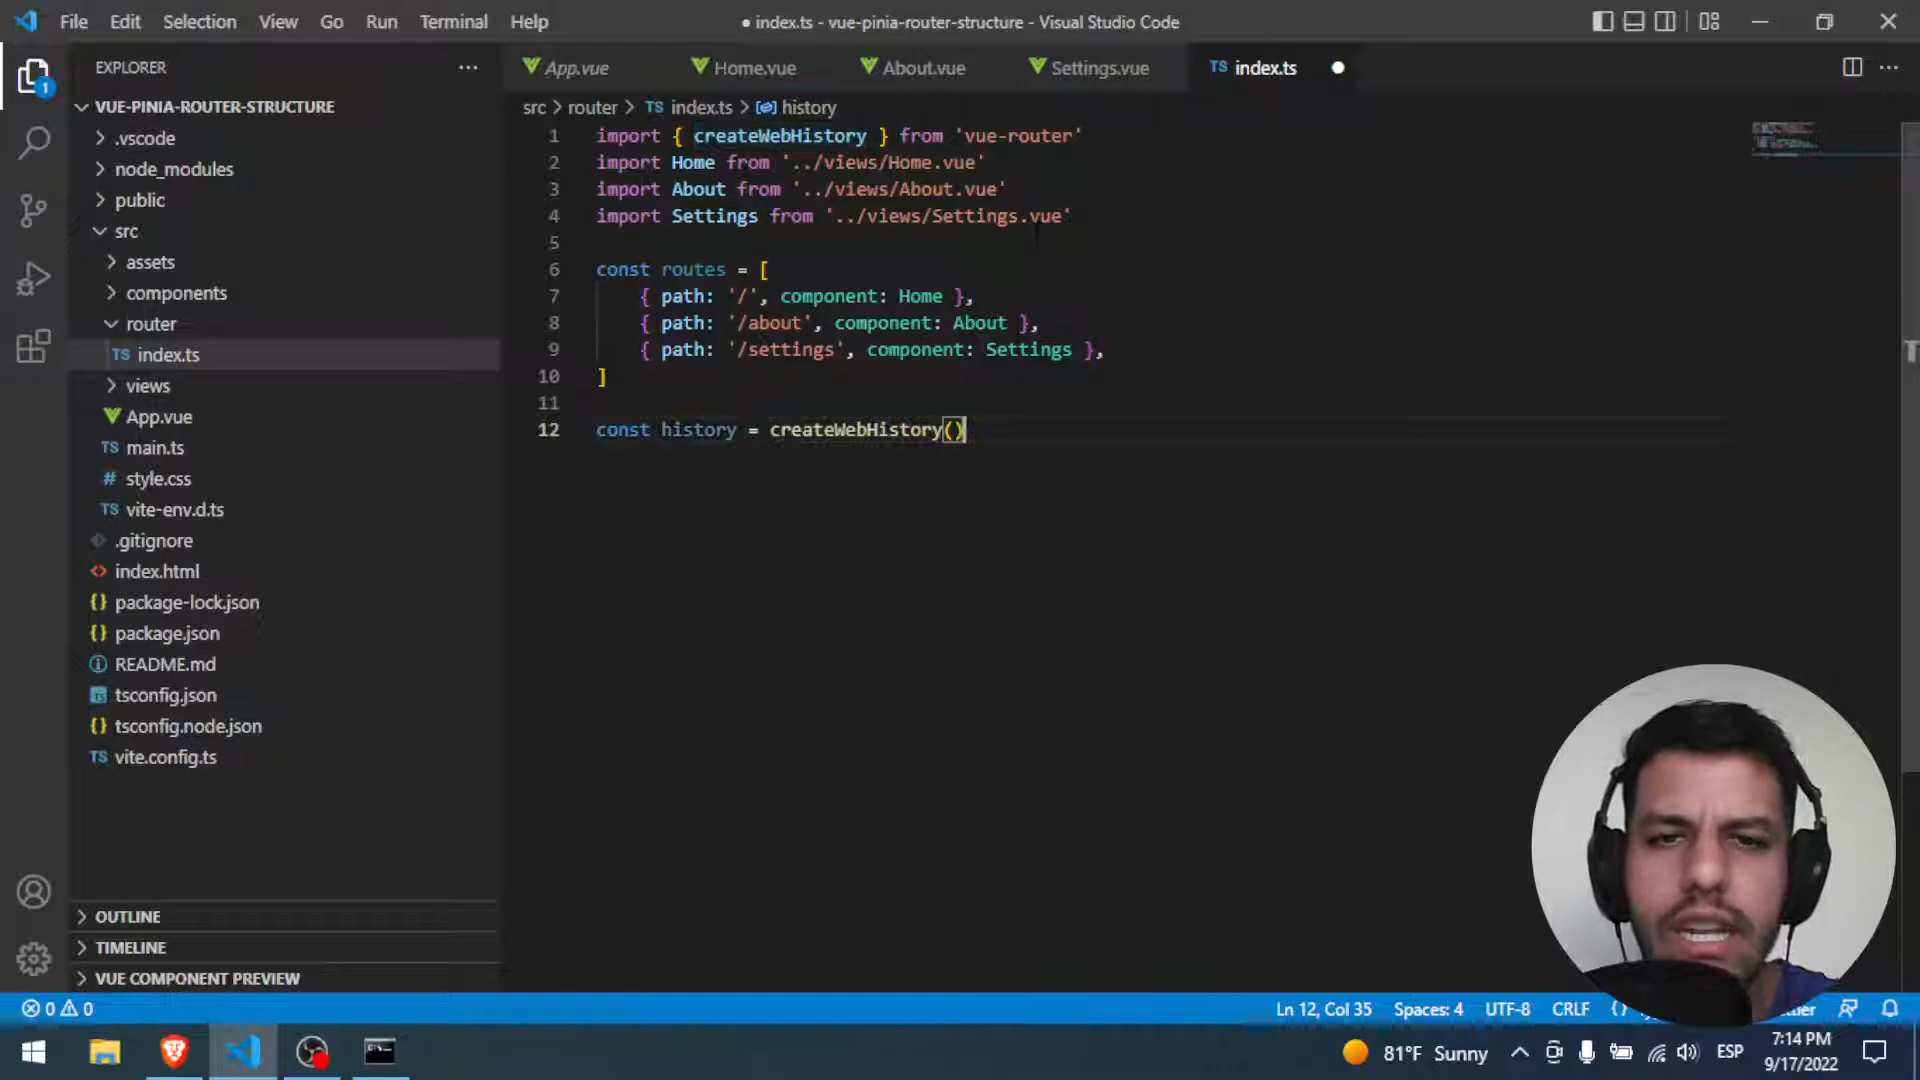 File Edit Selection View Go Run Terminal Help
● index.ts - vue-pinia-router-structure - Visual Studio Code
EXPLORER
App.vue Home.vue About.vue Settings.vue TS index.ts
1
VUE-PINIA-ROUTER-STRUCTURE
src > router > TS index.ts > history
.vscode
node_modules
public
src
assets
components
router
TS index.ts
views
App.vue
TS main.ts
# style.css
TS vite-env.d.ts
.gitignore
<> index.html
{} package-lock.json
{} package.json
README.md
tsconfig.json
{} tsconfig.node.json
TS vite.config.ts
OUTLINE
TIMELINE
VUE COMPONENT PREVIEW
1 import { createWebHistory } from 'vue-router'
2 import Home from '../views/Home.vue'
3 import About from '../views/About.vue'
4 import Settings from '../views/Settings.vue'
5
6 const routes = [
7 { path: '/', component: Home },
8 { path: '/about', component: About },
9 { path: '/settings', component: Settings },
10 ]
11
12 const history = createWebHistory()
0 0
Ln 12, Col 35 Spaces: 4 UTF-8 CRLF
81°F Sunny
ESP
7:14 PM
9/17/2022